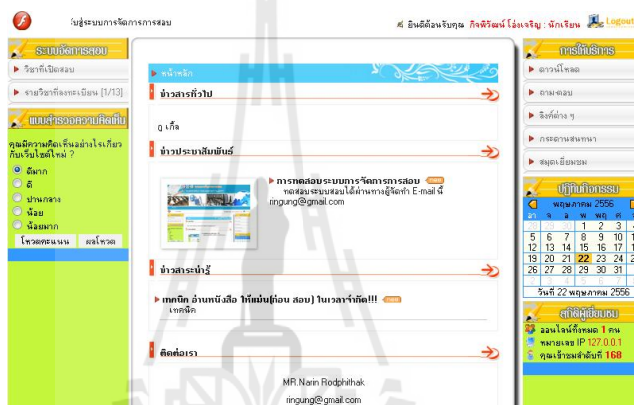 ับสู่ระบบการจัดการการสอบ
ยินดีต้อนรับคุณ กิจพิวัฒน์ โอ่งเจริญ : นักเรียน Logout
ระบบจัดการสอบ
วิชาที่เปิดสอบ
รายวิชาที่ลงทะเบียน [1/13]
แบบสำรวจความคิดเห็น
คุณมีความคิดเห็นอย่างไรเกี่ยว
กับเว็บไซต์ใหม่ ?
ดีมาก
ดี
ปานกลาง
น้อย
น้อยมาก
โหวตคะแนน ผลโหวต
หน้าหลัก
ข่าวสารทั่วไป
ข่าวประชาสัมพันธ์
การทดสอบระบบการจัดการการสอบ
ทดสอบระบบสอบได้ท่านทางผู้จัดทำ E-mail นี้
ringung@gmail.com
ข่าวสาระน่ารู้
เทคนิค อ่านหนังสือ ให้แม่น(ก่อน สอบ) ในเวลาจำกัด!!!
เทคนิค
ติดต่อเรา
MR.Narin Rodphithak
ringung@gmail.com
การให้บริการ
ดาวน์โหลด
ถาม-ตอบ
ลิงก์ต่าง ๆ
กระดานสนทนา
สมุดเยี่ยมชม
ปฏิทินกิจกรรม
พฤษภาคม 2556
อา จ อ พ พฤ ศ
1 2 3
5 6 7 8 9 10
12 13 14 15 16 17
19 20 21 22 23 24
26 27 28 29 30 31
วันที่ 22 พฤษภาคม 2556
สถิติผู้เยี่ยมชม
ออนไลน์ทั้งหมด 1 คน
หมายเลข IP 127.0.0.1
คุณเข้าชมลำดับที่ 168